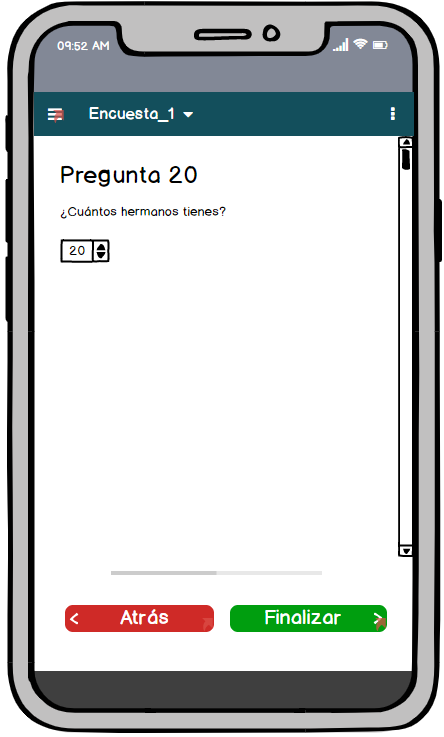 09:52 AM
Encuesta_1
Pregunta 20
¿Cuántos hermanos tienes?
20
< Atrás
Finalizar >